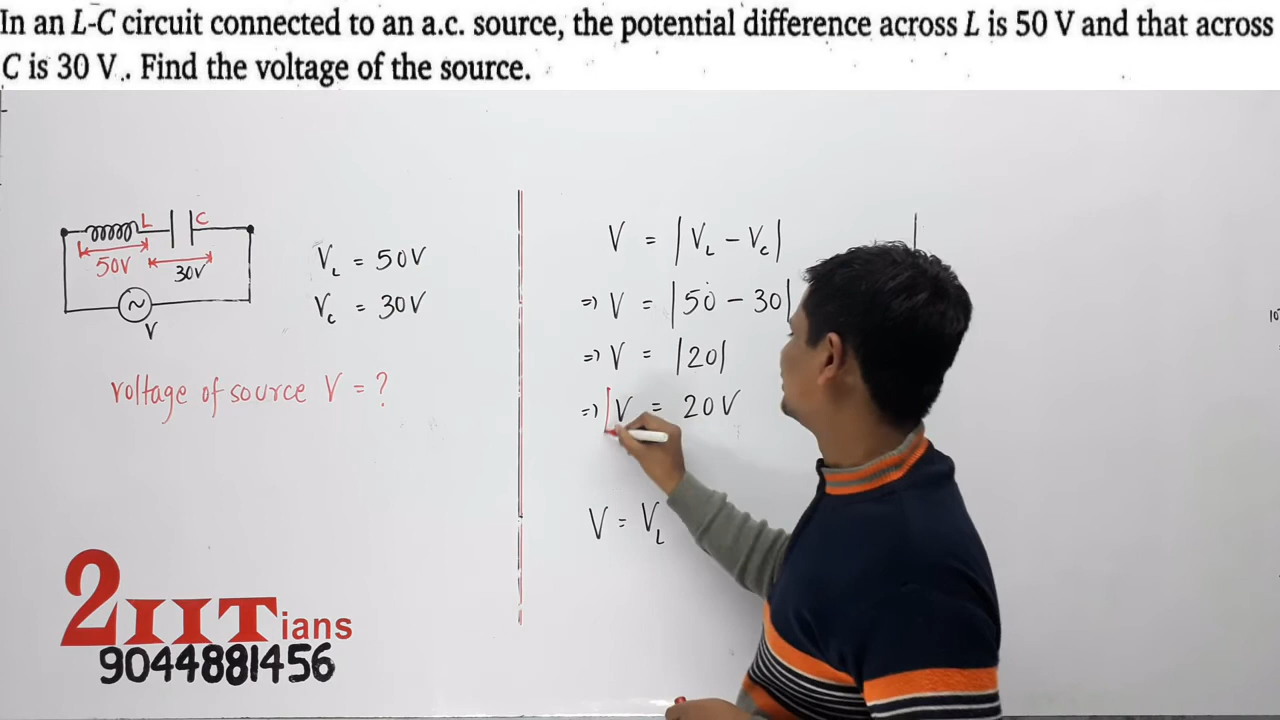 In an L-C circuit connected to an a.c. source, the potential difference across L is 50 V and that across
C is 30 V. Find the voltage of the source.
L C
50V 30V
V
V_L = 50V
V_C = 30V
voltage of source V = ?
V = |V_L - V_C|
=> V = |50 - 30|
=> V = |20|
=> V = 20V
V = V_L
2IITians
9044881456